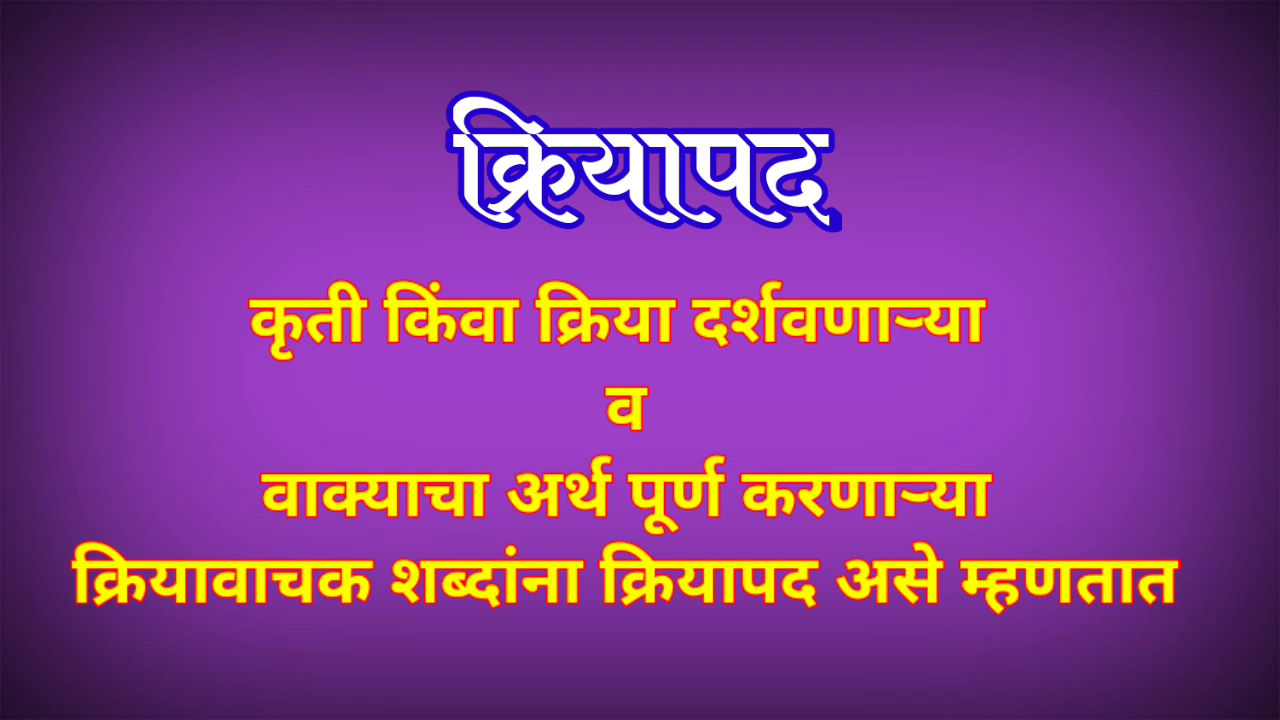 क्रियापद
कृती किंवा क्रिया दर्शवणाऱ्या
व
वाक्याचा अर्थ पूर्ण करणाऱ्या
क्रियावाचक शब्दांना क्रियापद असे म्हणतात